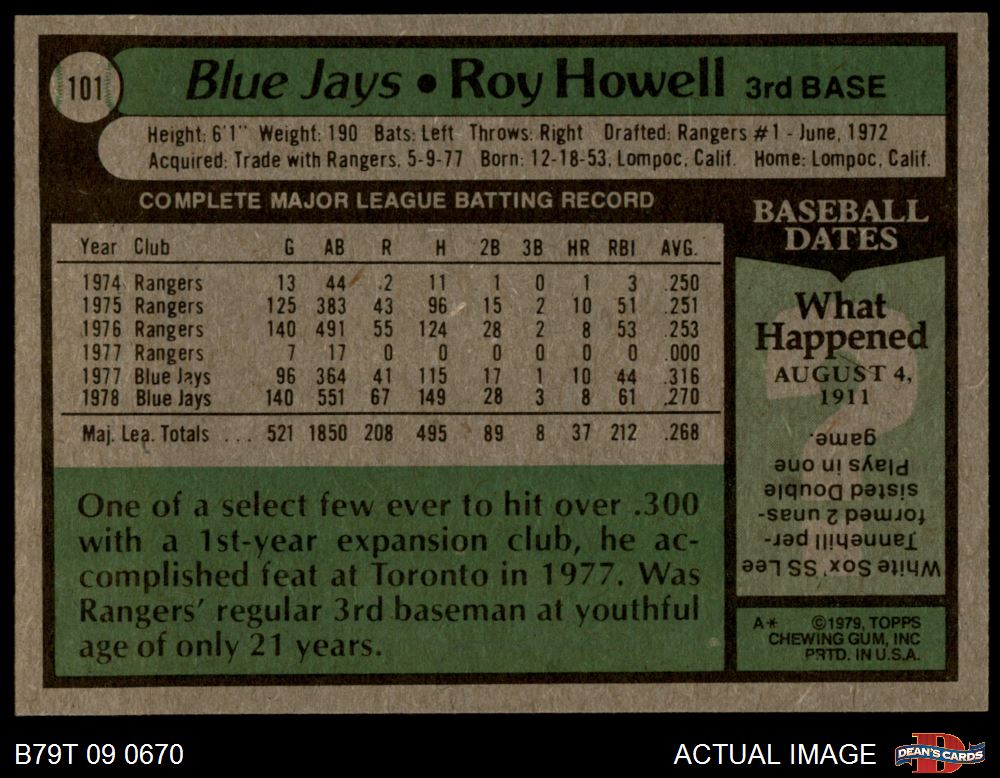 101
Blue Jays • Roy Howell 3rd BASE
Height: 6'1" Weight: 190 Bats: Left Throws: Right Drafted: Rangers #1 - June, 1972
Acquired: Trade with Rangers, 5-9-77 Born: 12-18-53, Lompoc, Calif. Home: Lompoc, Calif.
COMPLETE MAJOR LEAGUE BATTING RECORD
Year Club G AB R H 2B 3B HR RBI AVG.
1974 Rangers 13 44 2 11 1 0 1 3 .250
1975 Rangers 125 383 43 96 15 2 10 51 .251
1976 Rangers 140 491 55 124 28 2 8 53 .253
1977 Rangers 7 17 0 0 0 0 0 0 .000
1977 Blue Jays 96 364 41 115 17 1 10 44 .316
1978 Blue Jays 140 551 67 149 28 3 8 61 .270
Maj. Lea. Totals ... 521 1850 208 495 89 8 37 212 .268
One of a select few ever to hit over .300
with a 1st-year expansion club, he ac-
complished feat at Toronto in 1977. Was
Rangers' regular 3rd baseman at youthful
age of only 21 years.
BASEBALL
DATES
What
Happened
AUGUST 4,
1911
White Sox' SS Lee
Tannehill per-
formed 2 unas-
sisted Double
Plays in one
game.
A* ©1979, TOPPS
CHEWING GUM, INC
PRTD. IN U.S.A.
B79T 09 0670
ACTUAL IMAGE
DEAN'S CARDS